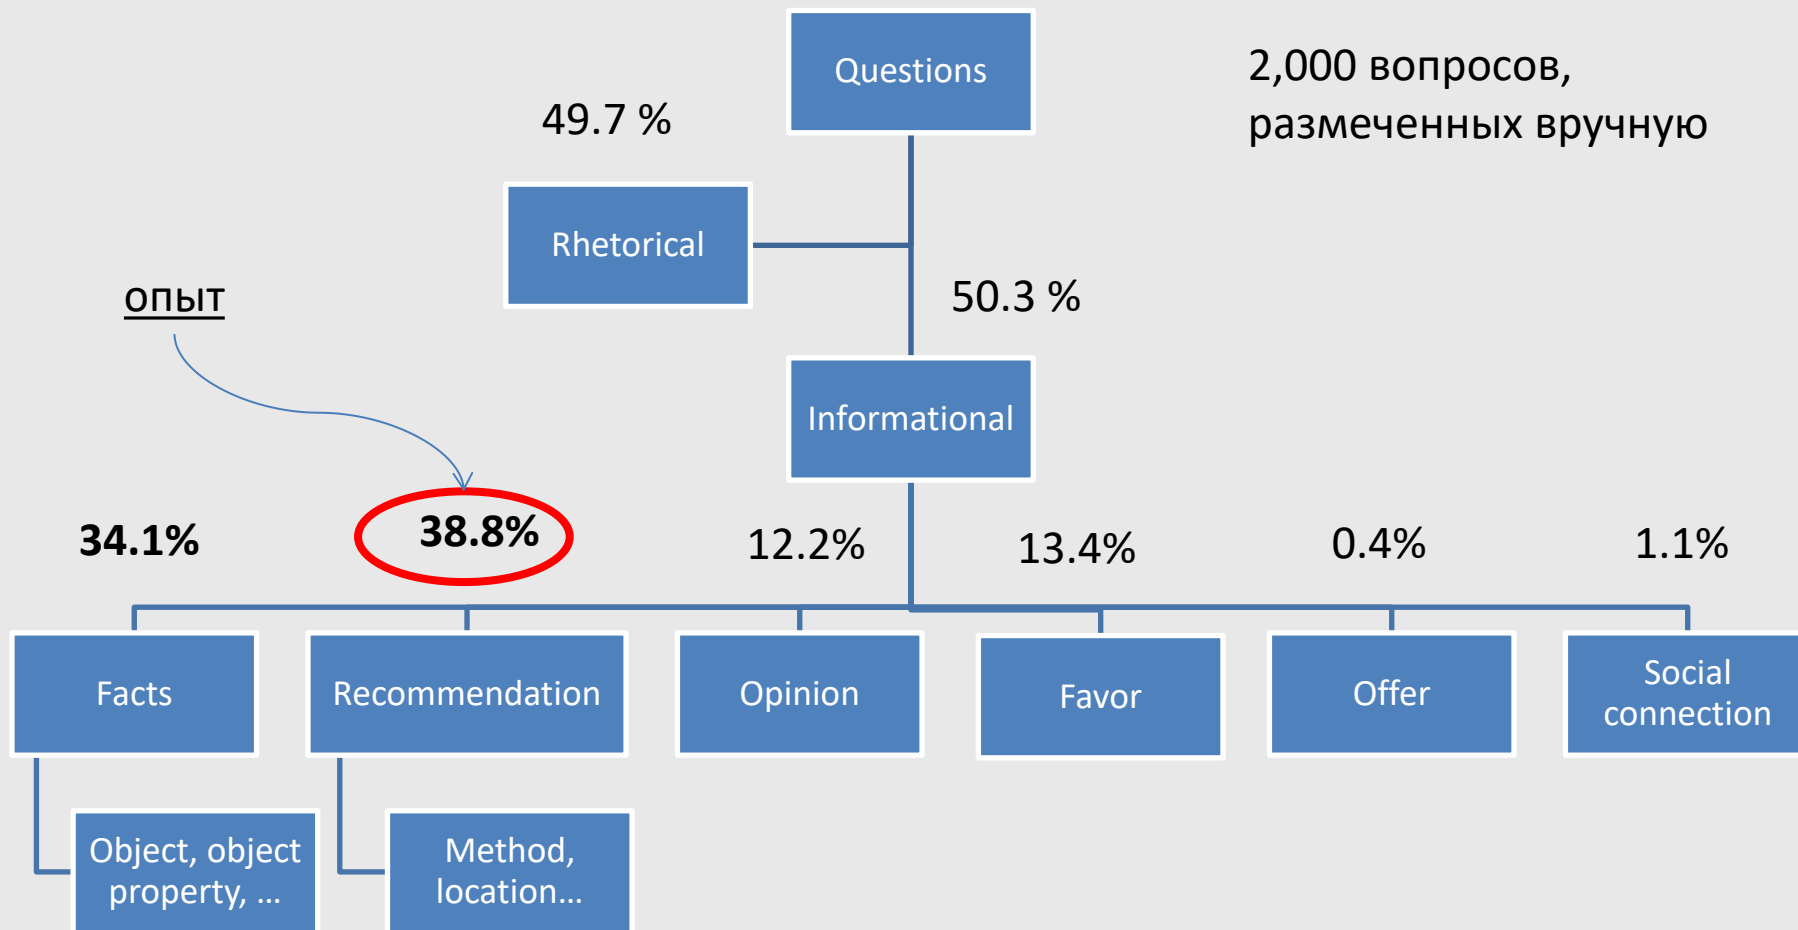 Questions
2,000 вопросов,
размеченных вручную
49.7 %
Rhetorical
опыт
50.3 %
Informational
34.1%
38.8%
12.2%
13.4%
0.4%
1.1%
Facts
Recommendation
Opinion
Favor
Offer
Social
connection
Object, object
property, ...
Method,
location...